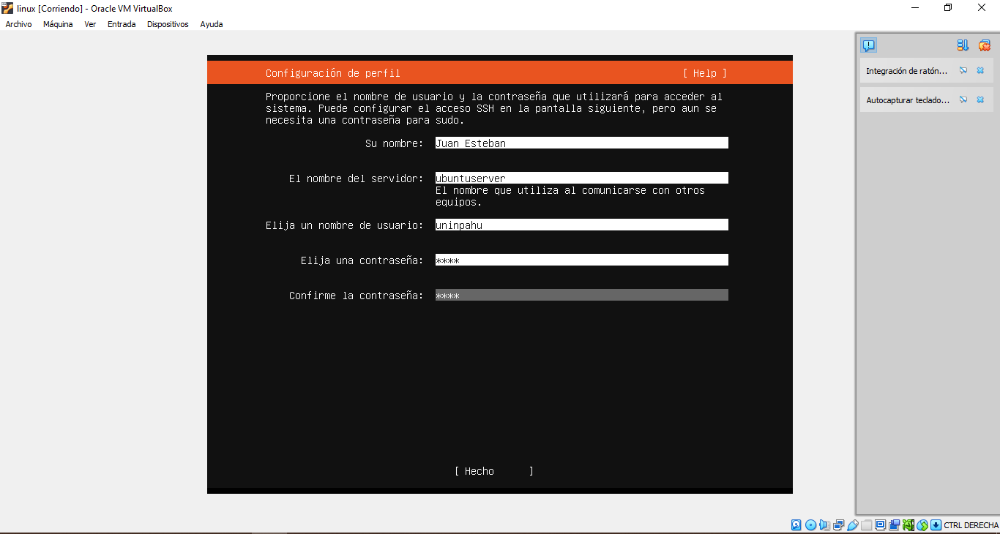 linux [Corriendo] - Oracle VM VirtualBox
Archivo Máquina Ver Entrada Dispositivos Ayuda
Configuración de perfil [ Help ]
Proporcione el nombre de usuario y la contraseña que utilizará para acceder al
sistema. Puede configurar el acceso SSH en la pantalla siguiente, pero aun se
necesita una contraseña para sudo.
Su nombre: Juan Esteban
El nombre del servidor: ubuntuserver
El nombre que utiliza al comunicarse con otros
equipos.
Elija un nombre de usuario: uninpahu
Elija una contraseña: ****
Confirme la contraseña: ****
[ Hecho ]
Integración de ratón...
Autocapturar teclado...
CTRL DERECHA